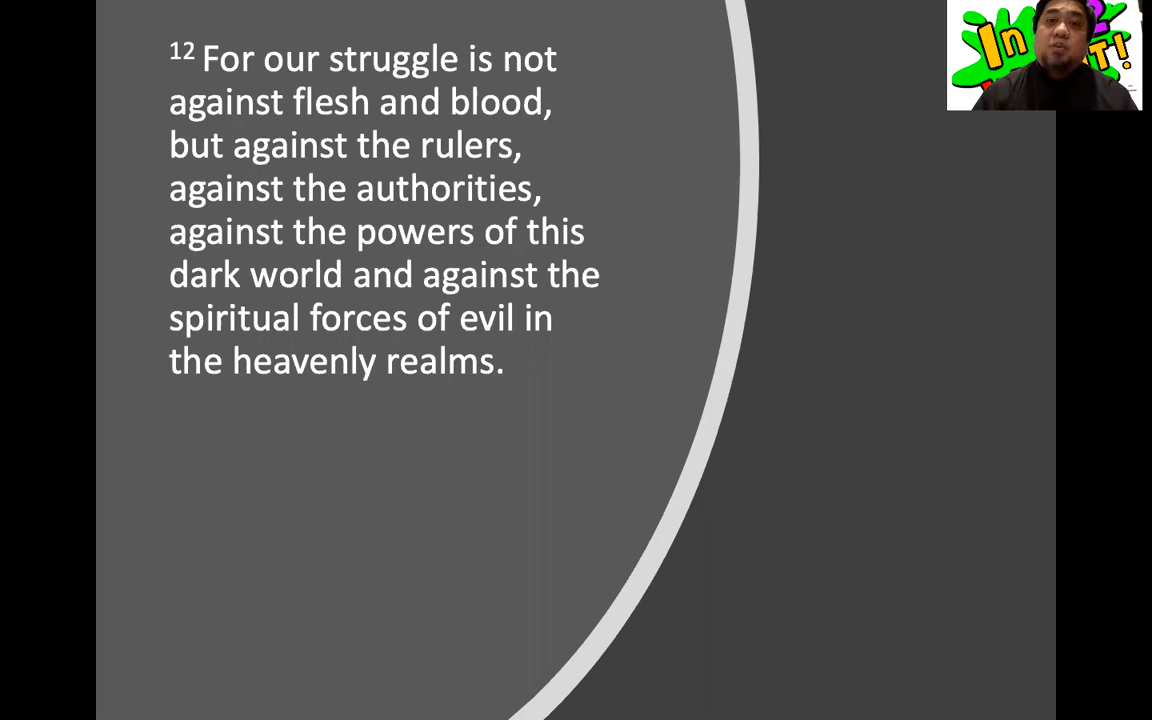 12 For our struggle is not
against flesh and blood,
but against the rulers,
against the authorities,
against the powers of this
dark world and against the
spiritual forces of evil in
the heavenly realms.
In